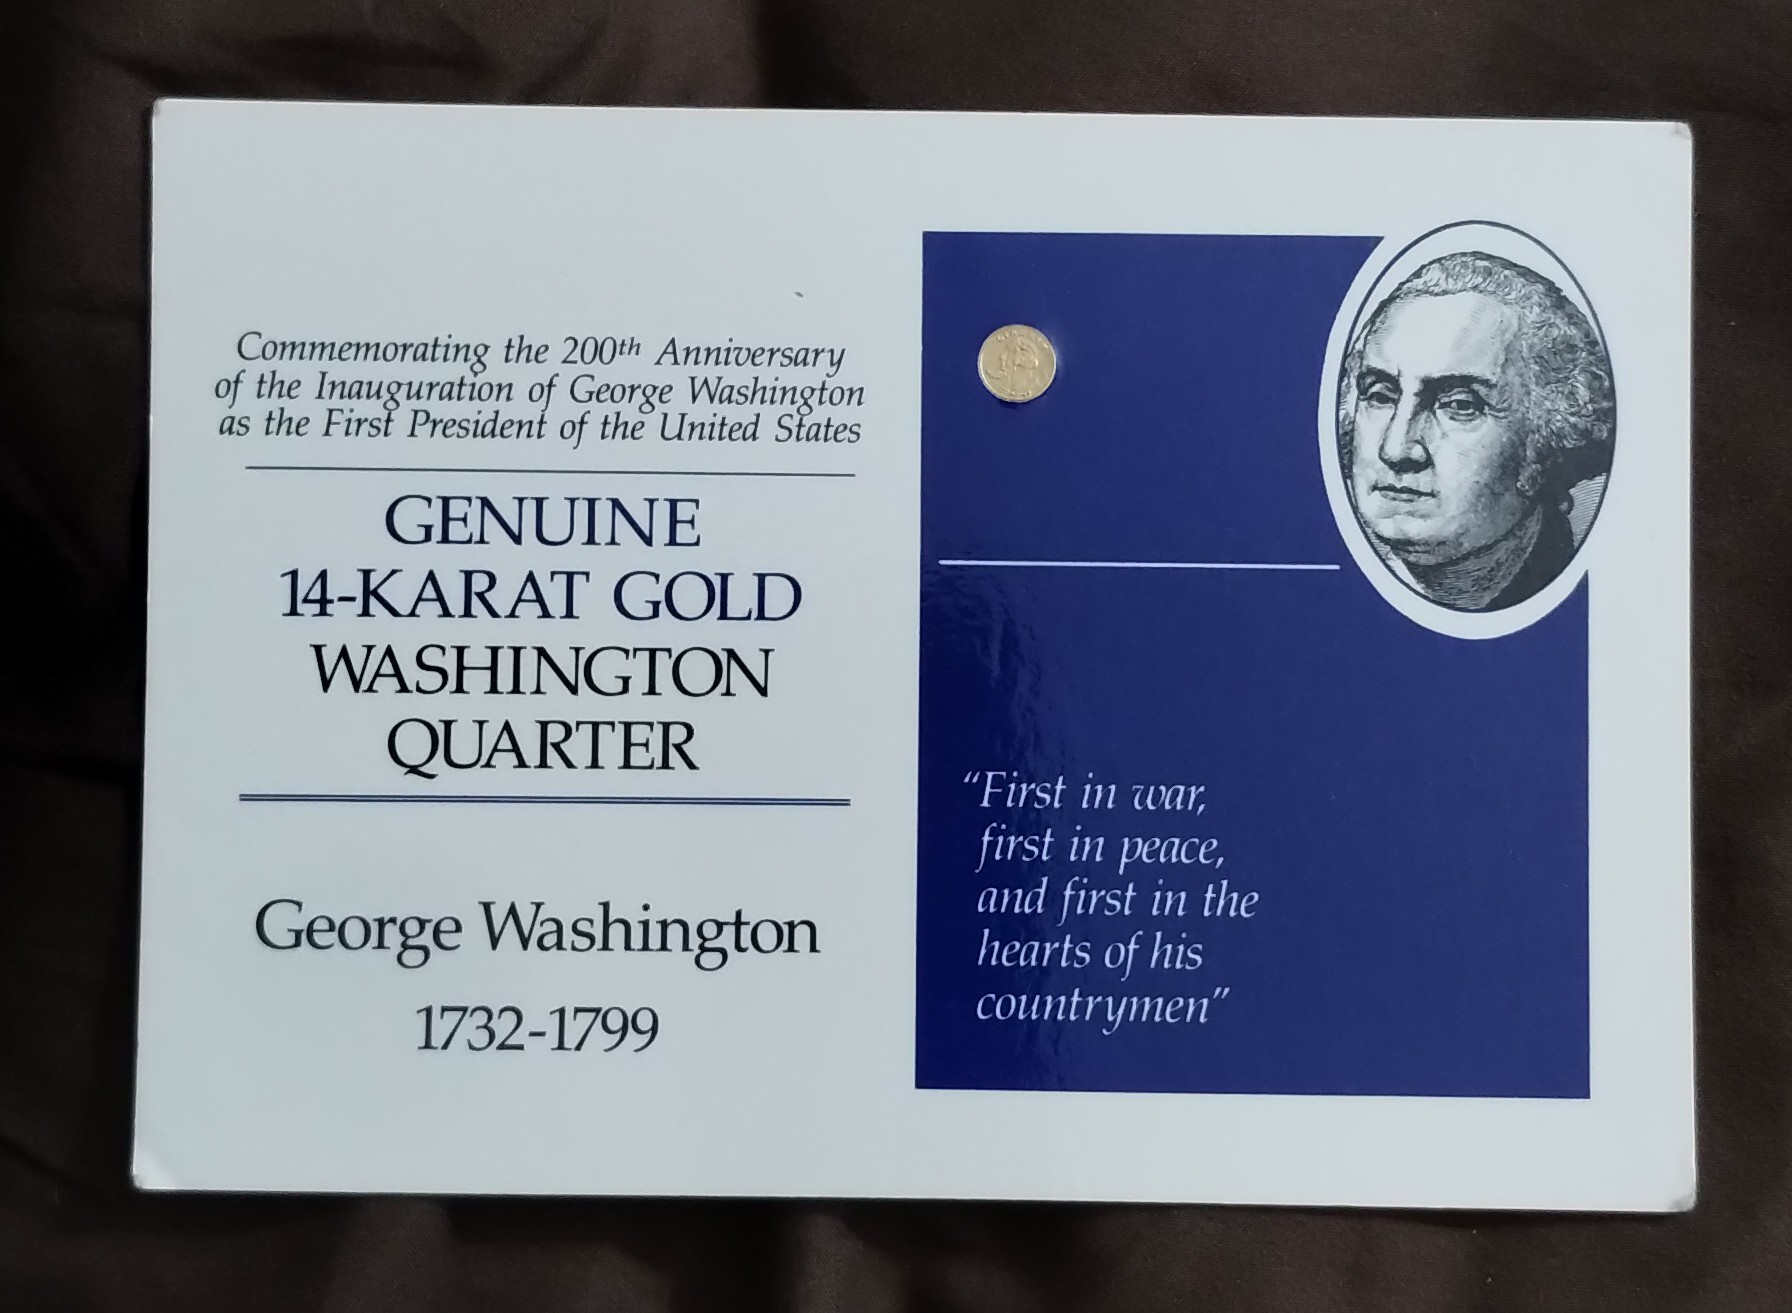 Commemorating the 200th Anniversary
of the Inauguration of George Washington
as the First President of the United States
GENUINE
14-KARAT GOLD
WASHINGTON
QUARTER
George Washington
1732-1799
“First in war,
first in peace,
and first in the
hearts of his
countrymen”